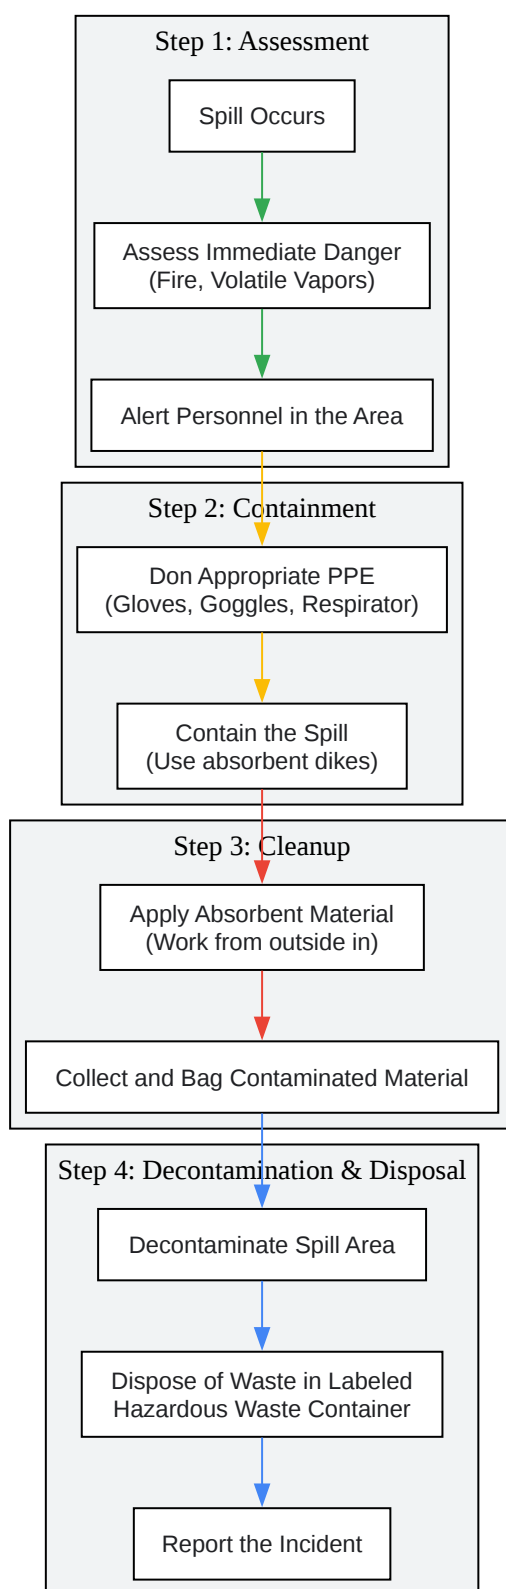 Step 1: Assessment
Spill Occurs
Assess Immediate Danger
(Fire, Volatile Vapors)
Alert Personnel in the Area
Step 2: Containment
Don Appropriate PPE
(Gloves, Goggles, Respirator)
Contain the Spill
(Use absorbent dikes)
Step 3: Cleanup
Apply Absorbent Material
(Work from outside in)
Collect and Bag Contaminated Material
Step 4: Decontamination & Disposal
Decontaminate Spill Area
Dispose of Waste in Labeled
Hazardous Waste Container
Report the Incident